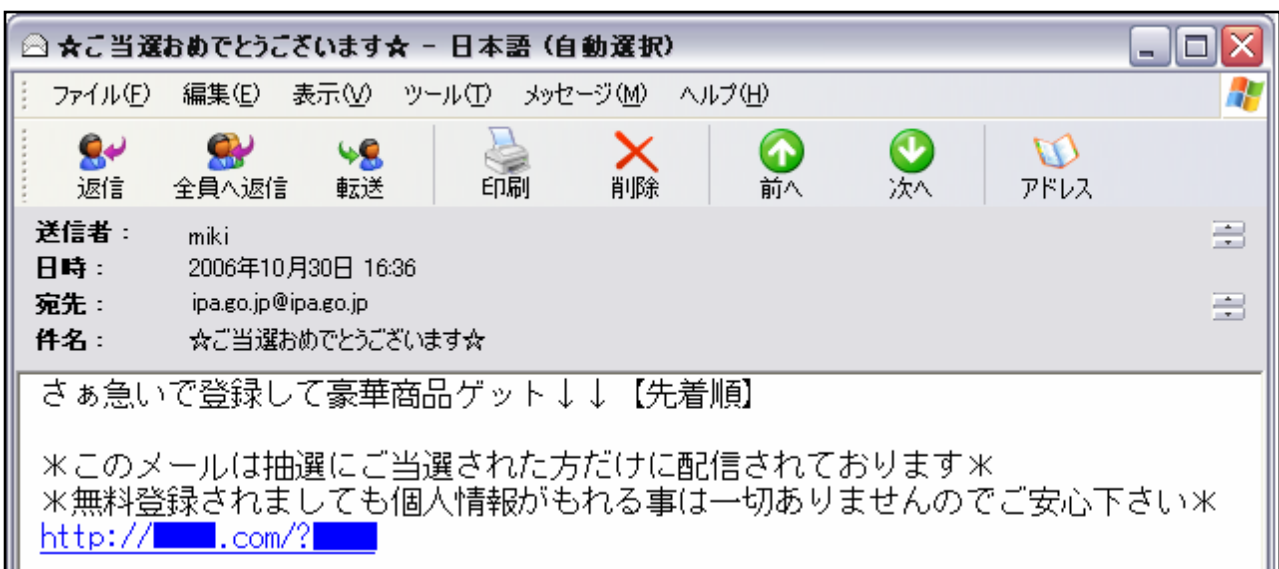 ☆ご当選おめでとうございます☆ - 日本語 (自動選択)
ファイル(F) 編集(E) 表示(V) ツール(T) メッセージ(M) ヘルプ(H)
返信 全員へ返信 転送 印刷 削除 前へ 次へ アドレス
送信者： miki
日時： 2006年10月30日 16:36
宛先： ipa.go.jp@ipa.go.jp
件名： ☆ご当選おめでとうございます☆
さぁ急いで登録して豪華商品ゲット↓↓【先着順】
＊このメールは抽選にご当選された方だけに配信されております＊
＊無料登録されましても個人情報がもれる事は一切ありませんのでご安心下さい＊
http://.com/?